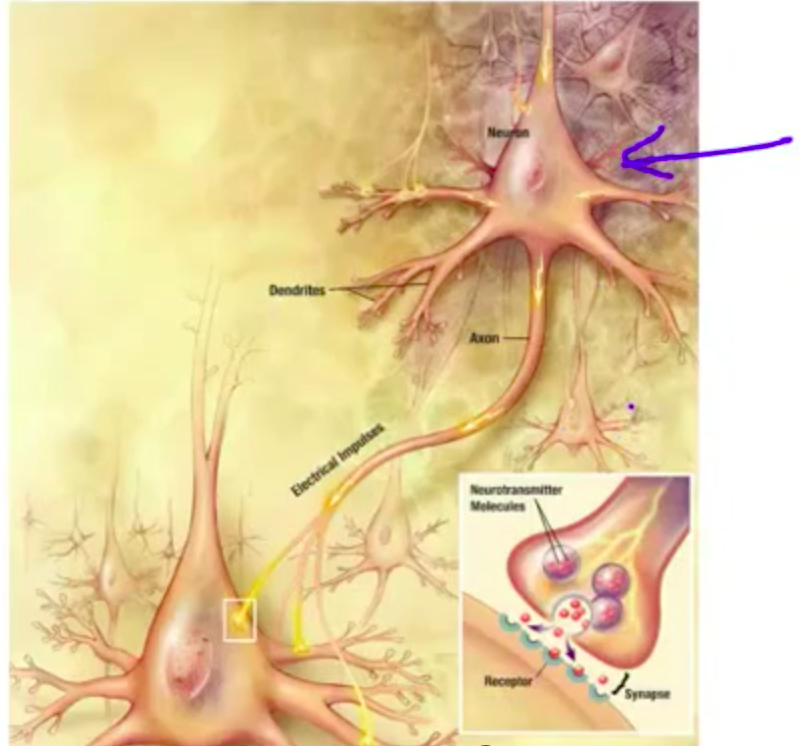 Neuron
Dendrites
Axon
Electrical Impulses
Neurotransmitter
Molecules
Receptor
Synapse